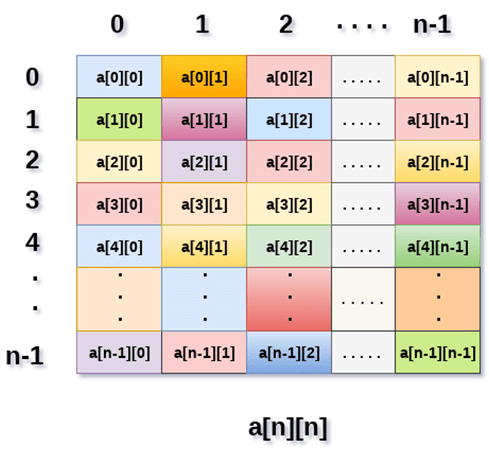 0 1 2 .... n-1
0 a[0][0] a[0][1] a[0][2] ..... a[0][n-1]
1 a[1][0] a[1][1] a[1][2] ..... a[1][n-1]
2 a[2][0] a[2][1] a[2][2] ..... a[2][n-1]
3 a[3][0] a[3][1] a[3][2] ..... a[3][n-1]
4 a[4][0] a[4][1] a[4][2] ..... a[4][n-1]
. . . . .
. . . . ..... .
. . . .
n-1 a[n-1][0] a[n-1][1] a[n-1][2] ..... a[n-1][n-1]
a[n][n]